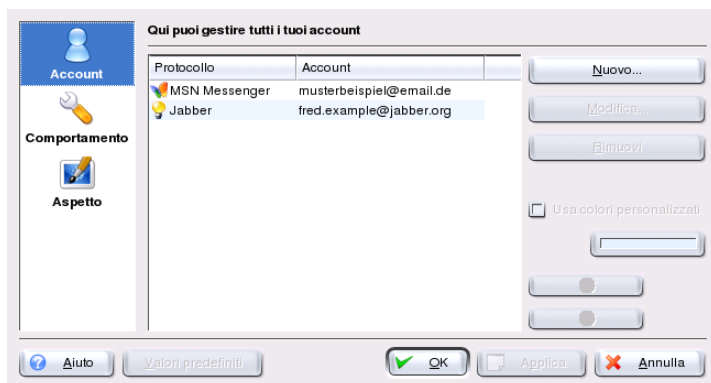 Qui puoi gestire tutti i tuoi account
Account
Comportamento
Aspetto
Protocollo Account
MSN Messenger musterbeispiel@email.de
Jabber fred.example@jabber.org
Nuovo...
Modifica...
Rimuovi
Usa colori personalizzati
Aiuto
Valori predefiniti
OK
Applica
Annulla